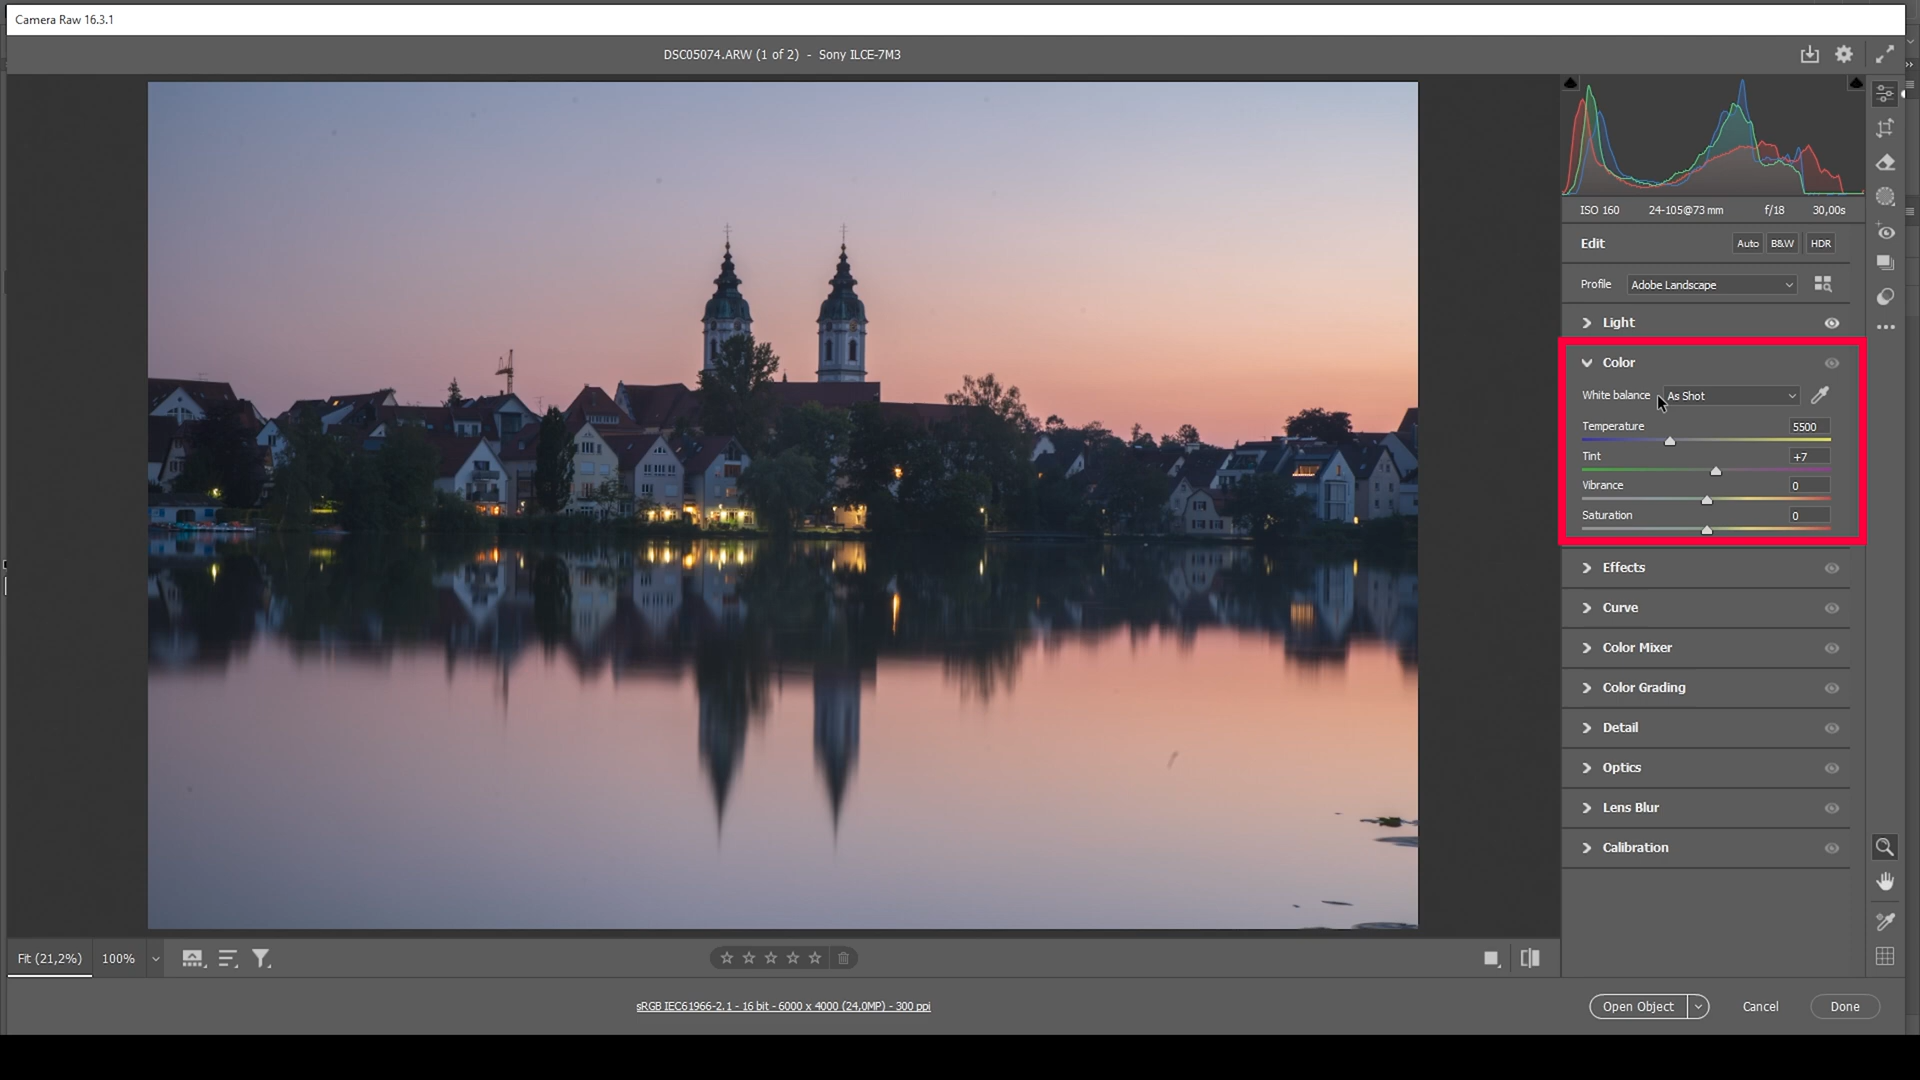 Camera Raw 16.3.1
DSC05074.ARW (1 of 2) - Sony ILCE-7M3
ISO 160 24-105@73 mm f/18 30,00s
Edit Auto B&W HDR
Profile Adobe Landscape
Light
Color
White balance As Shot
Temperature 5500
Tint +7
Vibrance 0
Saturation 0
Effects
Curve
Color Mixer
Color Grading
Detail
Optics
Lens Blur
Calibration
Fit (21,2%) 100%
sRGB IEC61966-2.1 - 16 bit - 6000 x 4000 (24,0MP) - 300 ppi
Open Object Cancel Done